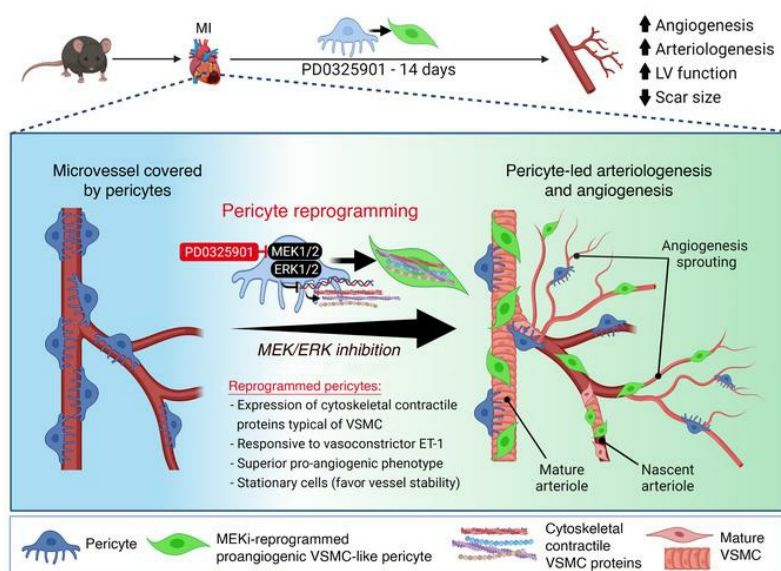 MI
PD0325901 - 14 days
Angiogenesis
Arteriologenesis
LV function
Scar size
Microvessel covered
by pericytes
Pericyte reprogramming
PD0325901
MEK1/2
ERK1/2
MEK/ERK inhibition
Reprogrammed pericytes:
- Expression of cytoskeletal contractile
proteins typical of VSMC
- Responsive to vasoconstrictor ET-1
- Superior pro-angiogenic phenotype
- Stationary cells (favor vessel stability)
Pericyte-led arteriologenesis
and angiogenesis
Angiogenesis
sprouting
Mature
arteriole
Nascent
arteriole
Pericyte
MEKi-reprogrammed
proangiogenic VSMC-like pericyte
Cytoskeletal
contractile
VSMC proteins
Mature
VSMC